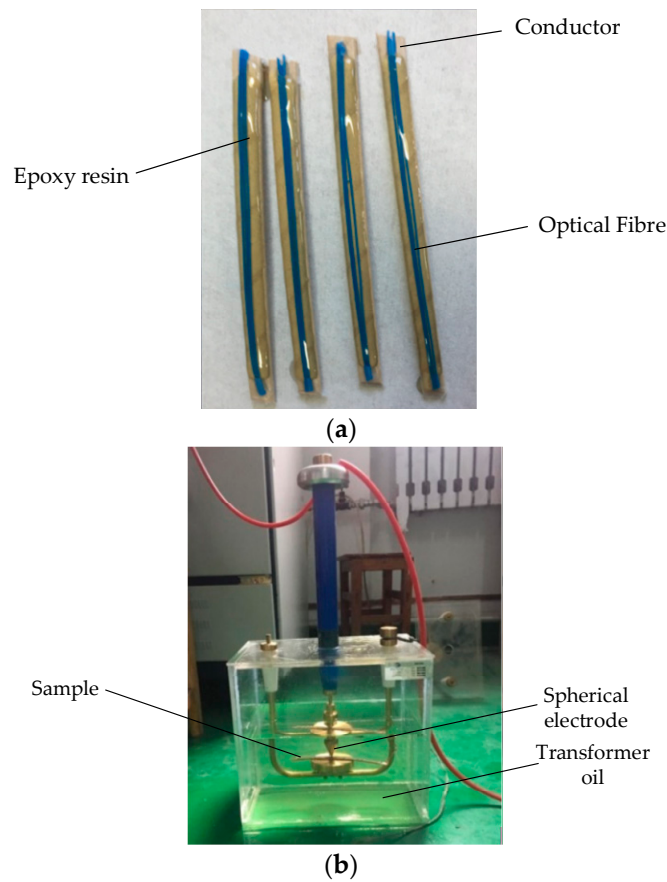 Conductor
Epoxy resin
Optical Fibre
(a)
Sample
Spherical
electrode
Transformer
oil
(b)